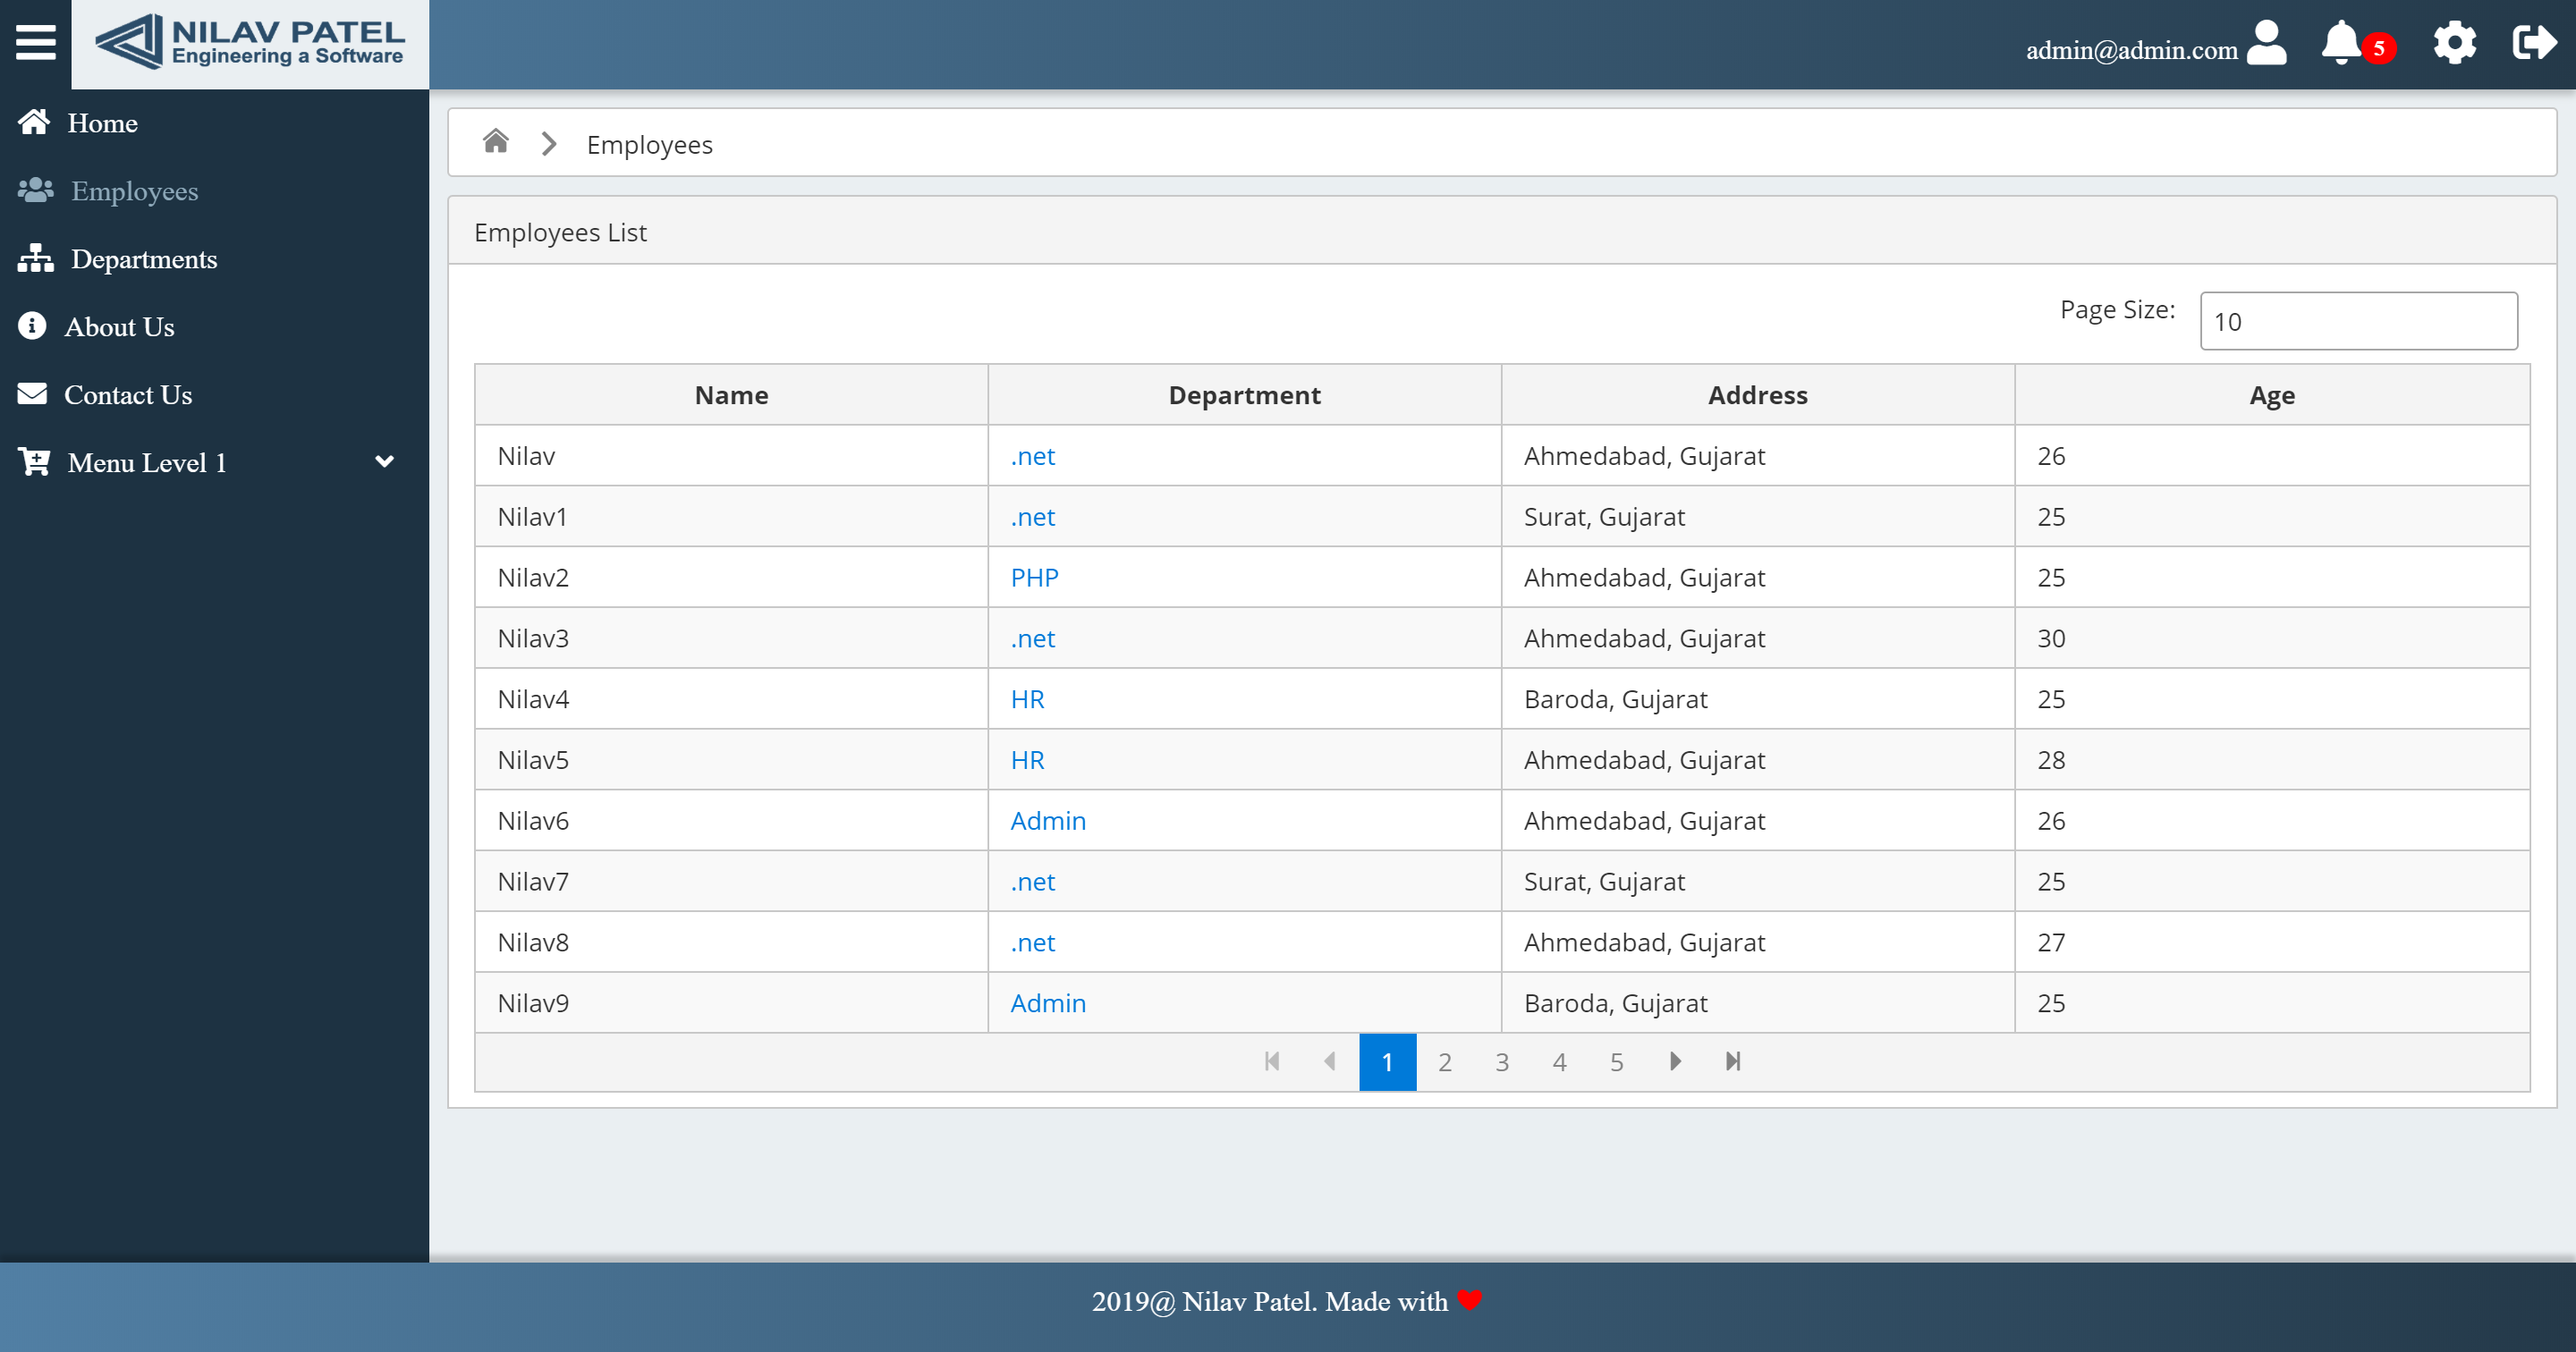 NILAV PATEL
Engineering a Software
admin@admin.com 5
Home
Employees
Departments
About Us
Contact Us
Menu Level 1
Employees
Employees List
Page Size: 10
Name Department Address Age
Nilav .net Ahmedabad, Gujarat 26
Nilav1 .net Surat, Gujarat 25
Nilav2 PHP Ahmedabad, Gujarat 25
Nilav3 .net Ahmedabad, Gujarat 30
Nilav4 HR Baroda, Gujarat 25
Nilav5 HR Ahmedabad, Gujarat 28
Nilav6 Admin Ahmedabad, Gujarat 26
Nilav7 .net Surat, Gujarat 25
Nilav8 .net Ahmedabad, Gujarat 27
Nilav9 Admin Baroda, Gujarat 25
1 2 3 4 5
2019@ Nilav Patel. Made with ❤